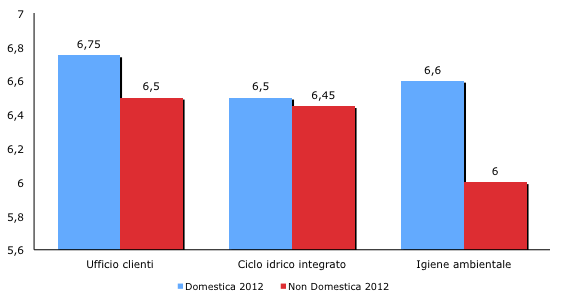 7
6,8
6,6
6,4
6,2
6
5,8
5,6
6,75
6,5
6,5
6,45
6,6
6
Ufficio clienti
Ciclo idrico integrato
Igiene ambientale
Domestica 2012
Non Domestica 2012